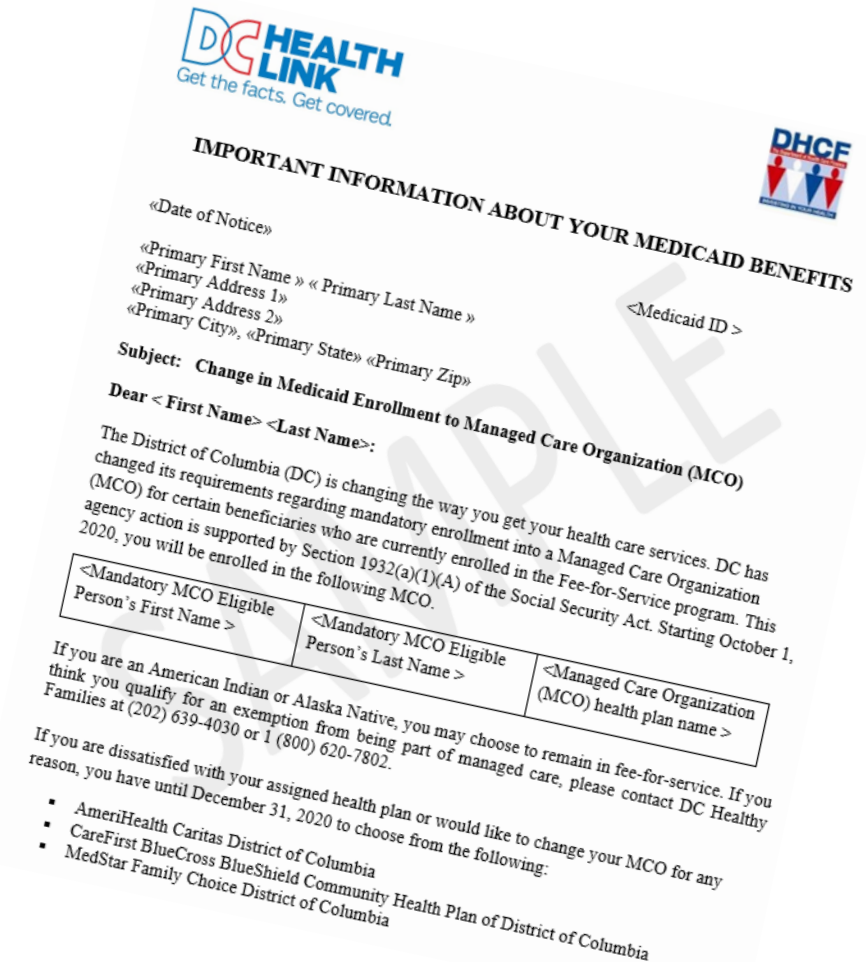 DC HEALTH
LINK
Get the facts. Get covered.
DHCF
IMPORTANT INFORMATION ABOUT YOUR MEDICAID BENEFITS
«Date of Notice»
«Primary First Name » « Primary Last Name »
<Medicaid ID >
«Primary Address 1»
«Primary Address 2»
«Primary City», «Primary State» «Primary Zip»
Subject: Change in Medicaid Enrollment to Managed Care Organization (MCO)
Dear < First Name> <Last Name>:
The District of Columbia (DC) is changing the way you get your health care services. DC has
changed its requirements regarding mandatory enrollment into a Managed Care Organization
(MCO) for certain beneficiaries who are currently enrolled in the Fee-for-Service program. This
agency action is supported by Section 1932(a)(1)(A) of the Social Security Act. Starting October 1,
2020, you will be enrolled in the following MCO.
<Mandatory MCO Eligible
Person’s First Name >
<Mandatory MCO Eligible
Person’s Last Name >
<Managed Care Organization
(MCO) health plan name >
If you are an American Indian or Alaska Native, you may choose to remain in fee-for-service. If you
think you qualify for an exemption from being part of managed care, please contact DC Healthy
Families at (202) 639-4030 or 1 (800) 620-7802.
If you are dissatisfied with your assigned health plan or would like to change your MCO for any
reason, you have until December 31, 2020 to choose from the following:
▪ AmeriHealth Caritas District of Columbia
▪ CareFirst BlueCross BlueShield Community Health Plan of District of Columbia
▪ MedStar Family Choice District of Columbia
SAMPLE